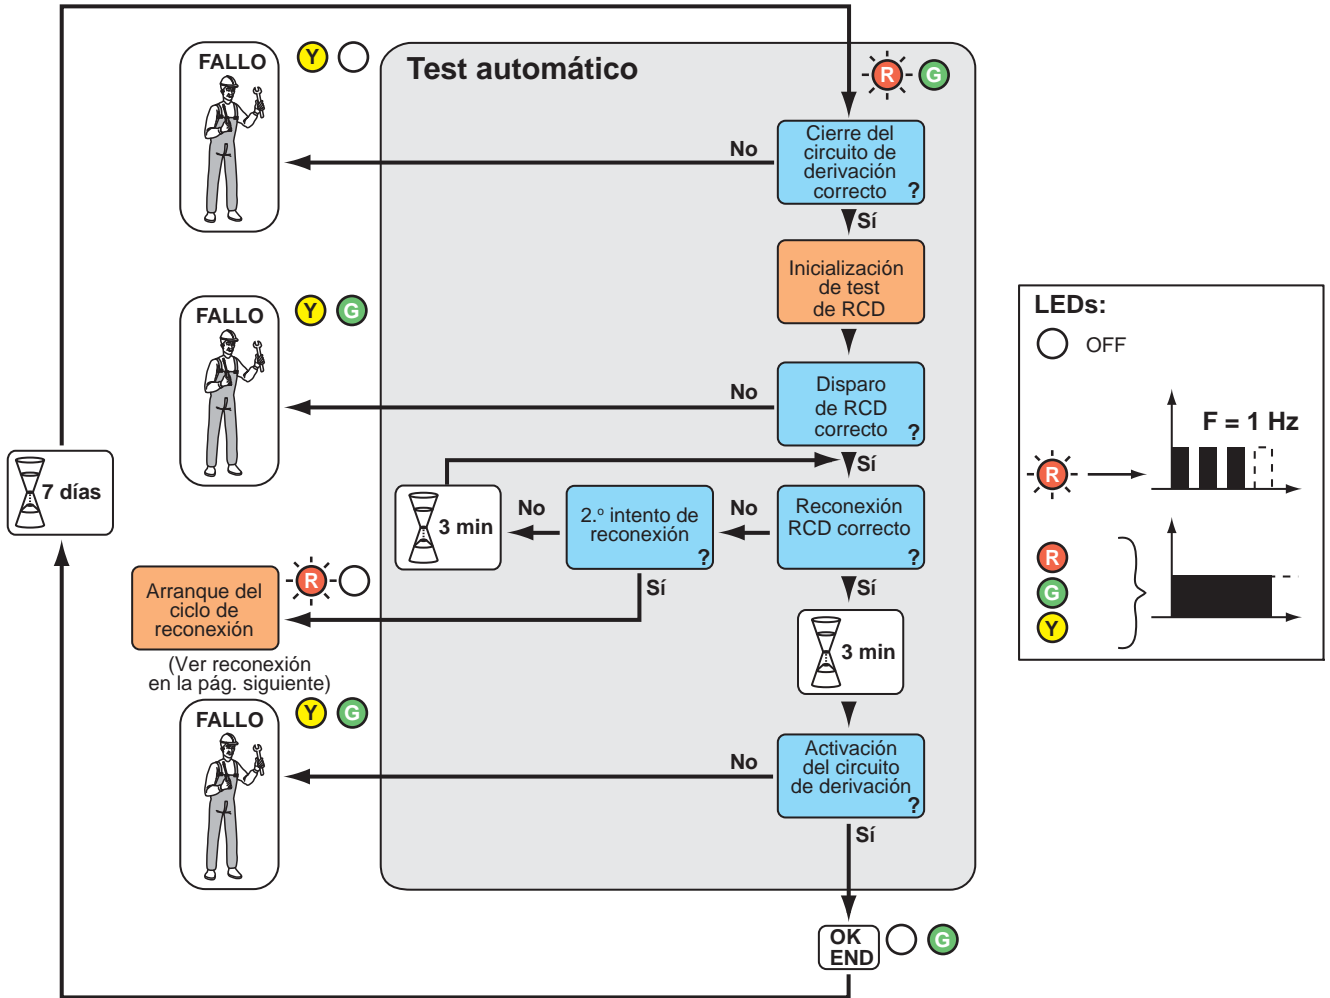 FALLO
Y
Test automático
R
G
Cierre del
circuito de
derivación
correcto
?
No
Sí
Inicialización
de test
de RCD
FALLO
Y
G
Disparo
de RCD
correcto
?
No
Sí
7 días
3 min
No
2.º intento de
reconexión
?
No
Reconexión
RCD correcto
?
Sí
Sí
Arranque del
ciclo de
reconexión
R
(Ver reconexión
en la pág. siguiente)
3 min
FALLO
Y
G
Activación
del circuito
de derivación
?
No
Sí
OK
END
G
LEDs:
OFF
F = 1 Hz
R
R
G
Y